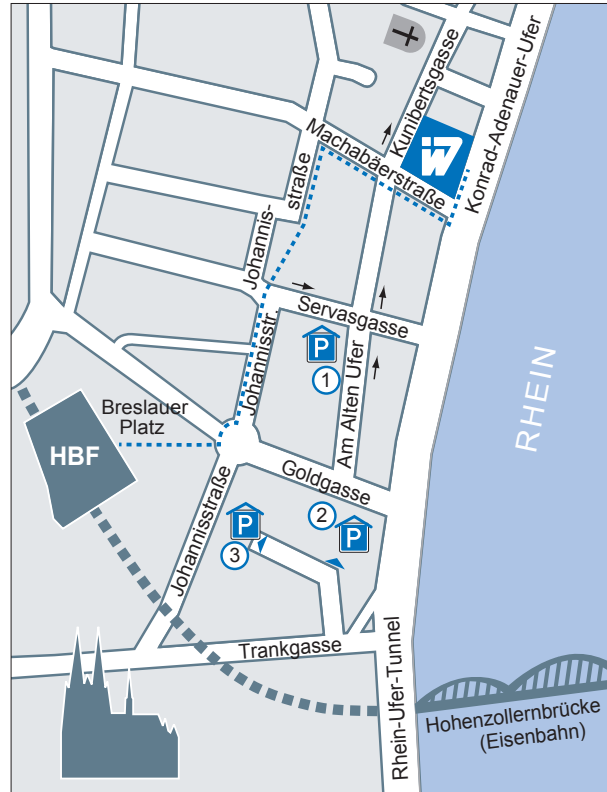 Kunibertsgasse
Konrad-Adenauer-Ufer
iW
Machabäerstraße
Johannis-
straße
Servasgasse
Johannisstr.
P
1
Am Alten Ufer
RHEIN
Breslauer
Platz
HBF
Goldgasse
2
P
P
3
Johannisstraße
Trankgasse
Rhein-Ufer-Tunnel
Hohenzollernbrücke
(Eisenbahn)